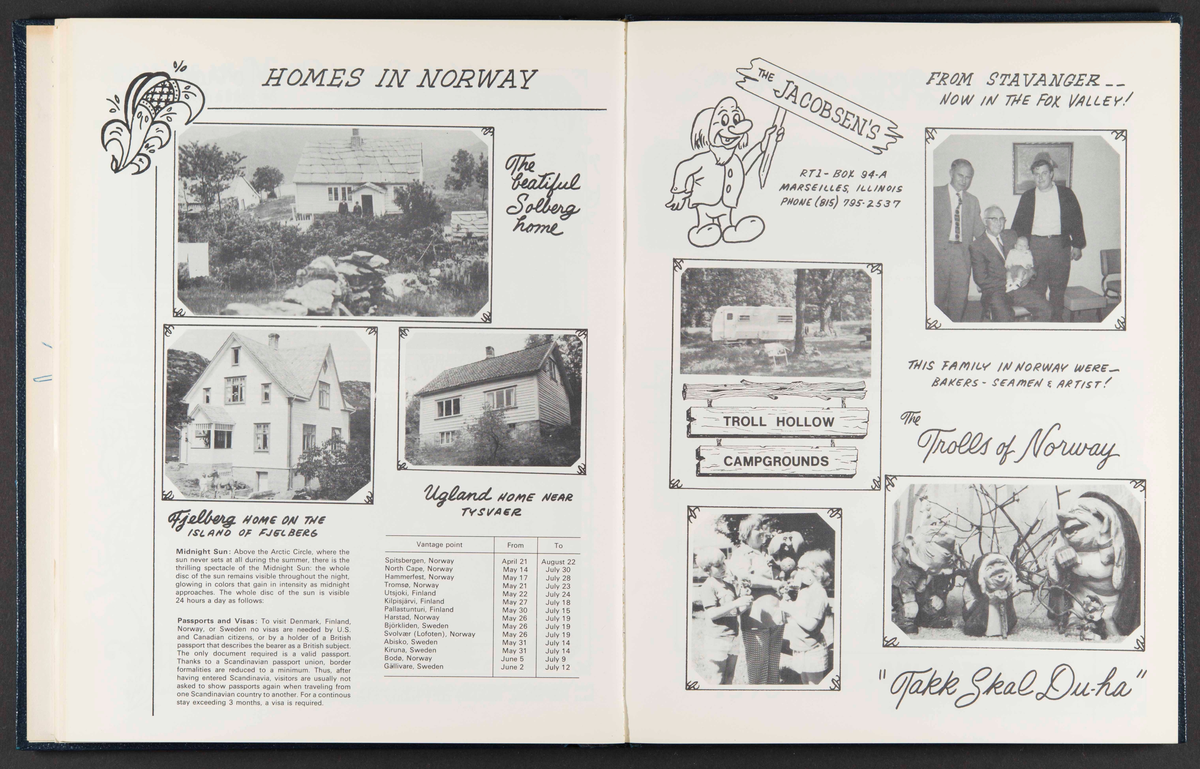 HOMES IN NORWAY
The
beatiful
Solberg
home
Fjelberg HOME ON THE
ISLAND OF FJELBERG
Ugland HOME NEAR
TYSVAER
Midnight Sun: Above the Arctic Circle, where the
sun never sets at all during the summer, there is the
thrilling spectacle of the Midnight Sun: the whole
disc of the sun remains visible throughout the night,
glowing in colors that gain in intensity as midnight
approaches. The whole disc of the sun is visible
24 hours a day as follows:
Passports and Visas: To visit Denmark, Finland,
Norway, or Sweden no visas are needed by U.S.
and Canadian citizens, or by a holder of a British
passport that describes the bearer as a British subject.
The only document required is a valid passport.
Thanks to a Scandinavian passport union, border
formalities are reduced to a minimum. Thus, after
having entered Scandinavia, visitors are usually not
asked to show passports again when traveling from
one Scandinavian country to another. For a continous
stay exceeding 3 months, a visa is required.
Vantage point From To
Spitsbergen, Norway April 21 August 22
North Cape, Norway May 14 July 30
Hammerfest, Norway May 17 July 28
Tromsø, Norway May 21 July 23
Utsjoki, Finland May 22 July 24
Kilpisjärvi, Finland May 27 July 18
Pallastunturi, Finland May 30 July 15
Harstad, Norway May 26 July 19
Björkliden, Sweden May 26 July 19
Svolvær (Lofoten), Norway May 26 July 19
Abisko, Sweden May 31 July 14
Kiruna, Sweden May 31 July 14
Bodø, Norway June 5 July 9
Gällivare, Sweden June 2 July 12
THE JACOBSEN'S
RT1- BOX 94-A
MARSEILLES, ILLINOIS
PHONE (815) 795-2537
FROM STAVANGER--
NOW IN THE FOX VALLEY!
THIS FAMILY IN NORWAY WERE-
BAKERS - SEAMEN & ARTIST!
TROLL HOLLOW
CAMPGROUNDS
The
Trolls of Norway
"Takk Skal Du-ha"